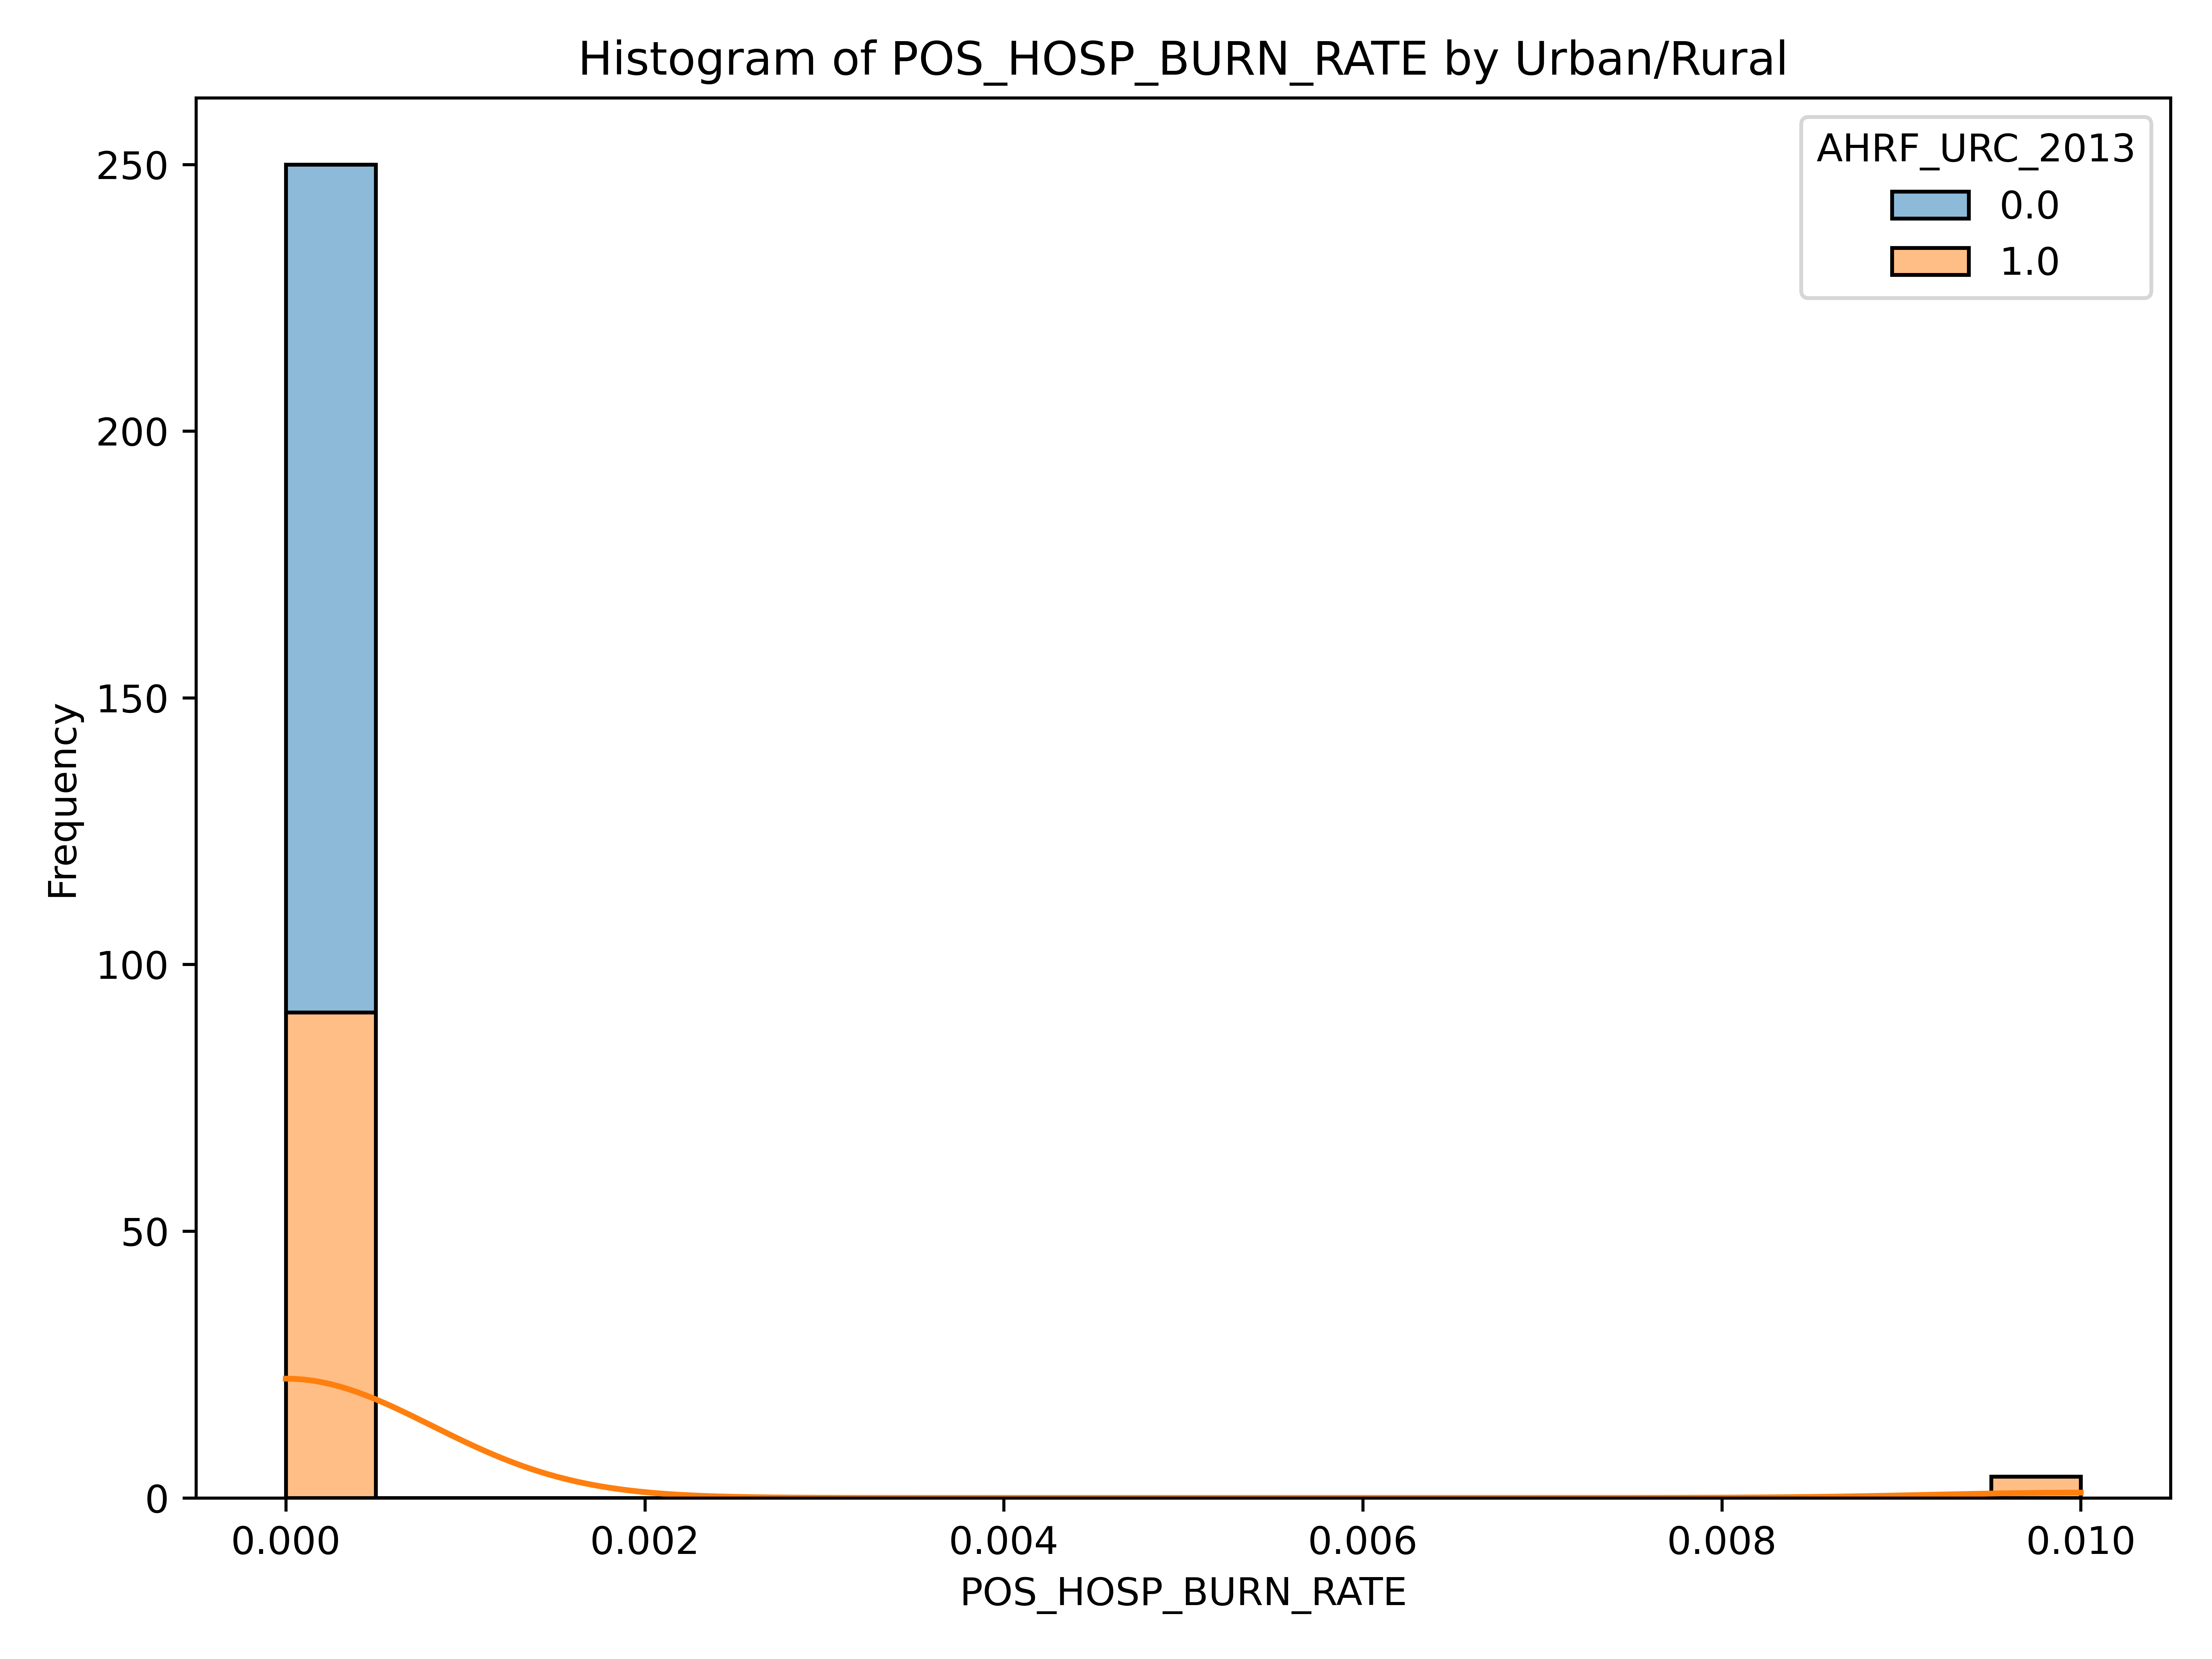 Histogram of POS_HOSP_BURN_RATE by Urban/Rural
AHRF_URC_2013
0.0
1.0
Frequency
250
200
150
100
50
0
0.000 0.002 0.004 0.006 0.008 0.010
POS_HOSP_BURN_RATE